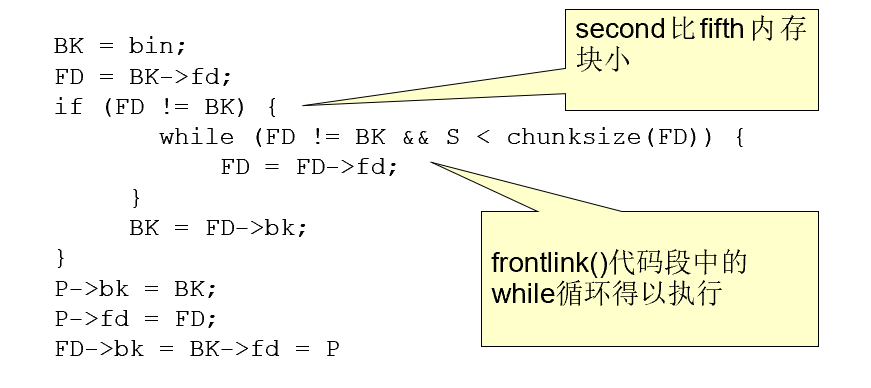 BK = bin;
FD = BK->fd;
if (FD != BK) {
while (FD != BK && S < chunksize(FD)) {
FD = FD->fd;
}
BK = FD->bk;
}
P->bk = BK;
P->fd = FD;
FD->bk = BK->fd = P
second比fifth内存
块小
frontlink()代码段中的
while循环得以执行